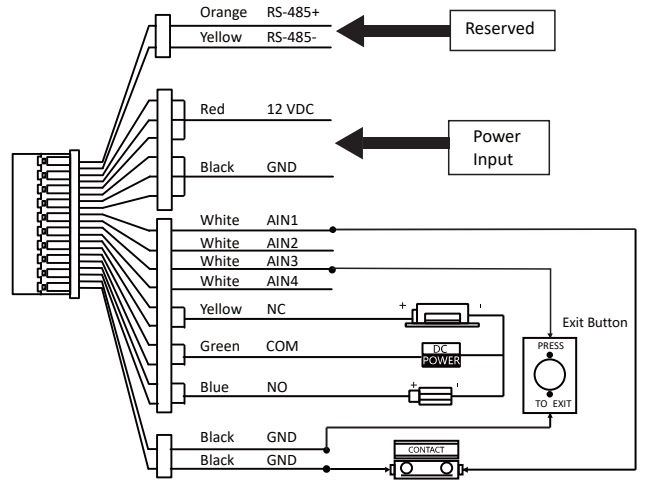 Orange RS-485+
Yellow RS-485-
Reserved
Red 12 VDC
Power
Input
Black GND
White AIN1
White AIN2
White AIN3
White AIN4
Yellow NC
+ -
Exit Button
PRESS
TO EXIT
Green COM
DC
POWER
Blue NO
+ -
Black GND
Black GND
CONTACT